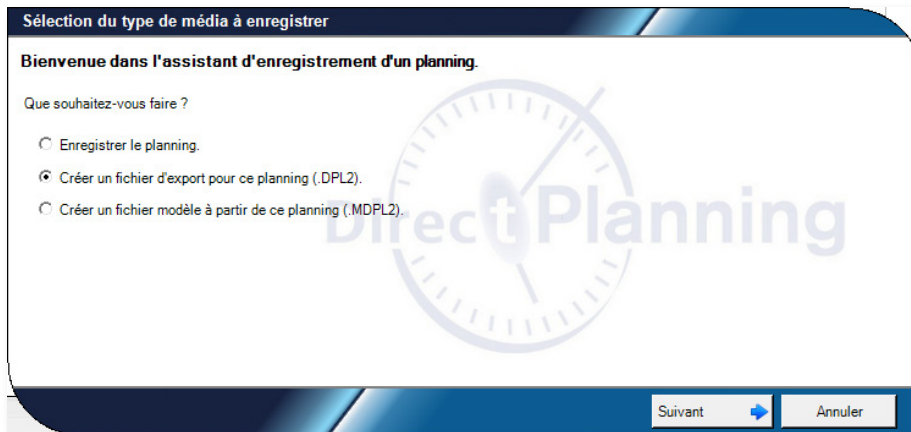 Sélection du type de média à enregistrer
Bienvenue dans l'assistant d'enregistrement d'un planning.
Que souhaitez-vous faire ?
Enregistrer le planning.
Créer un fichier d'export pour ce planning (.DPL2).
Créer un fichier modèle à partir de ce planning (.MDPL2).
Direct Planning
Suivant
Annuler